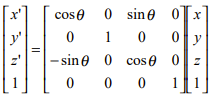 [x'] [cosθ 0 sinθ 0] [x]
[y'] = [0 1 0 0] [y]
[z'] [-sinθ 0 cosθ 0] [z]
[1] [0 0 0 1] [1]